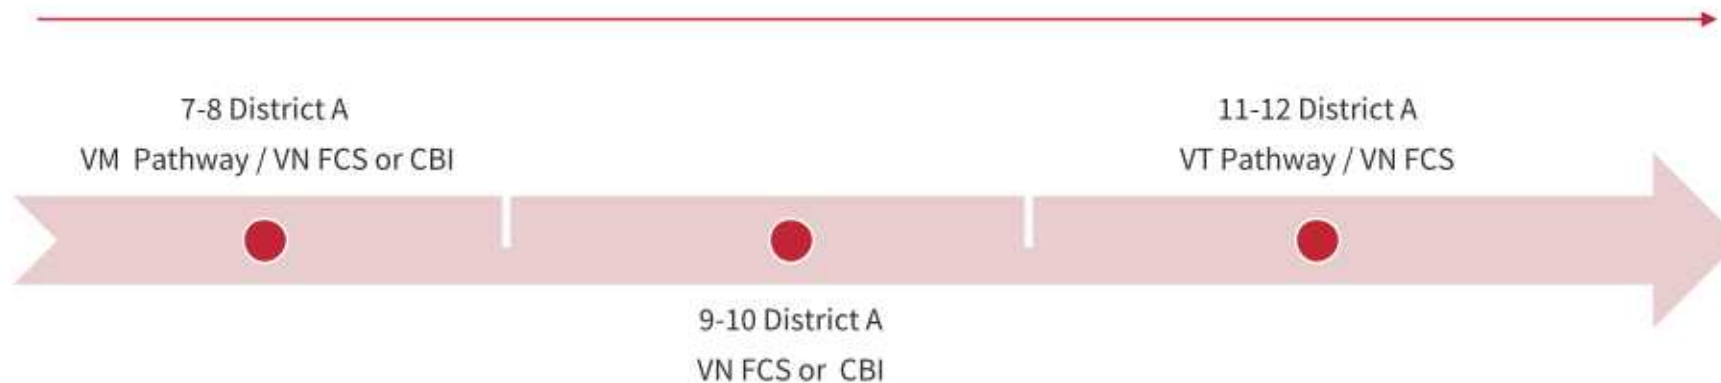 7-8 District A
VM Pathway / VN FCS or CBI
9-10 District A
VN FCS or CBI
11-12 District A
VT Pathway / VN FCS